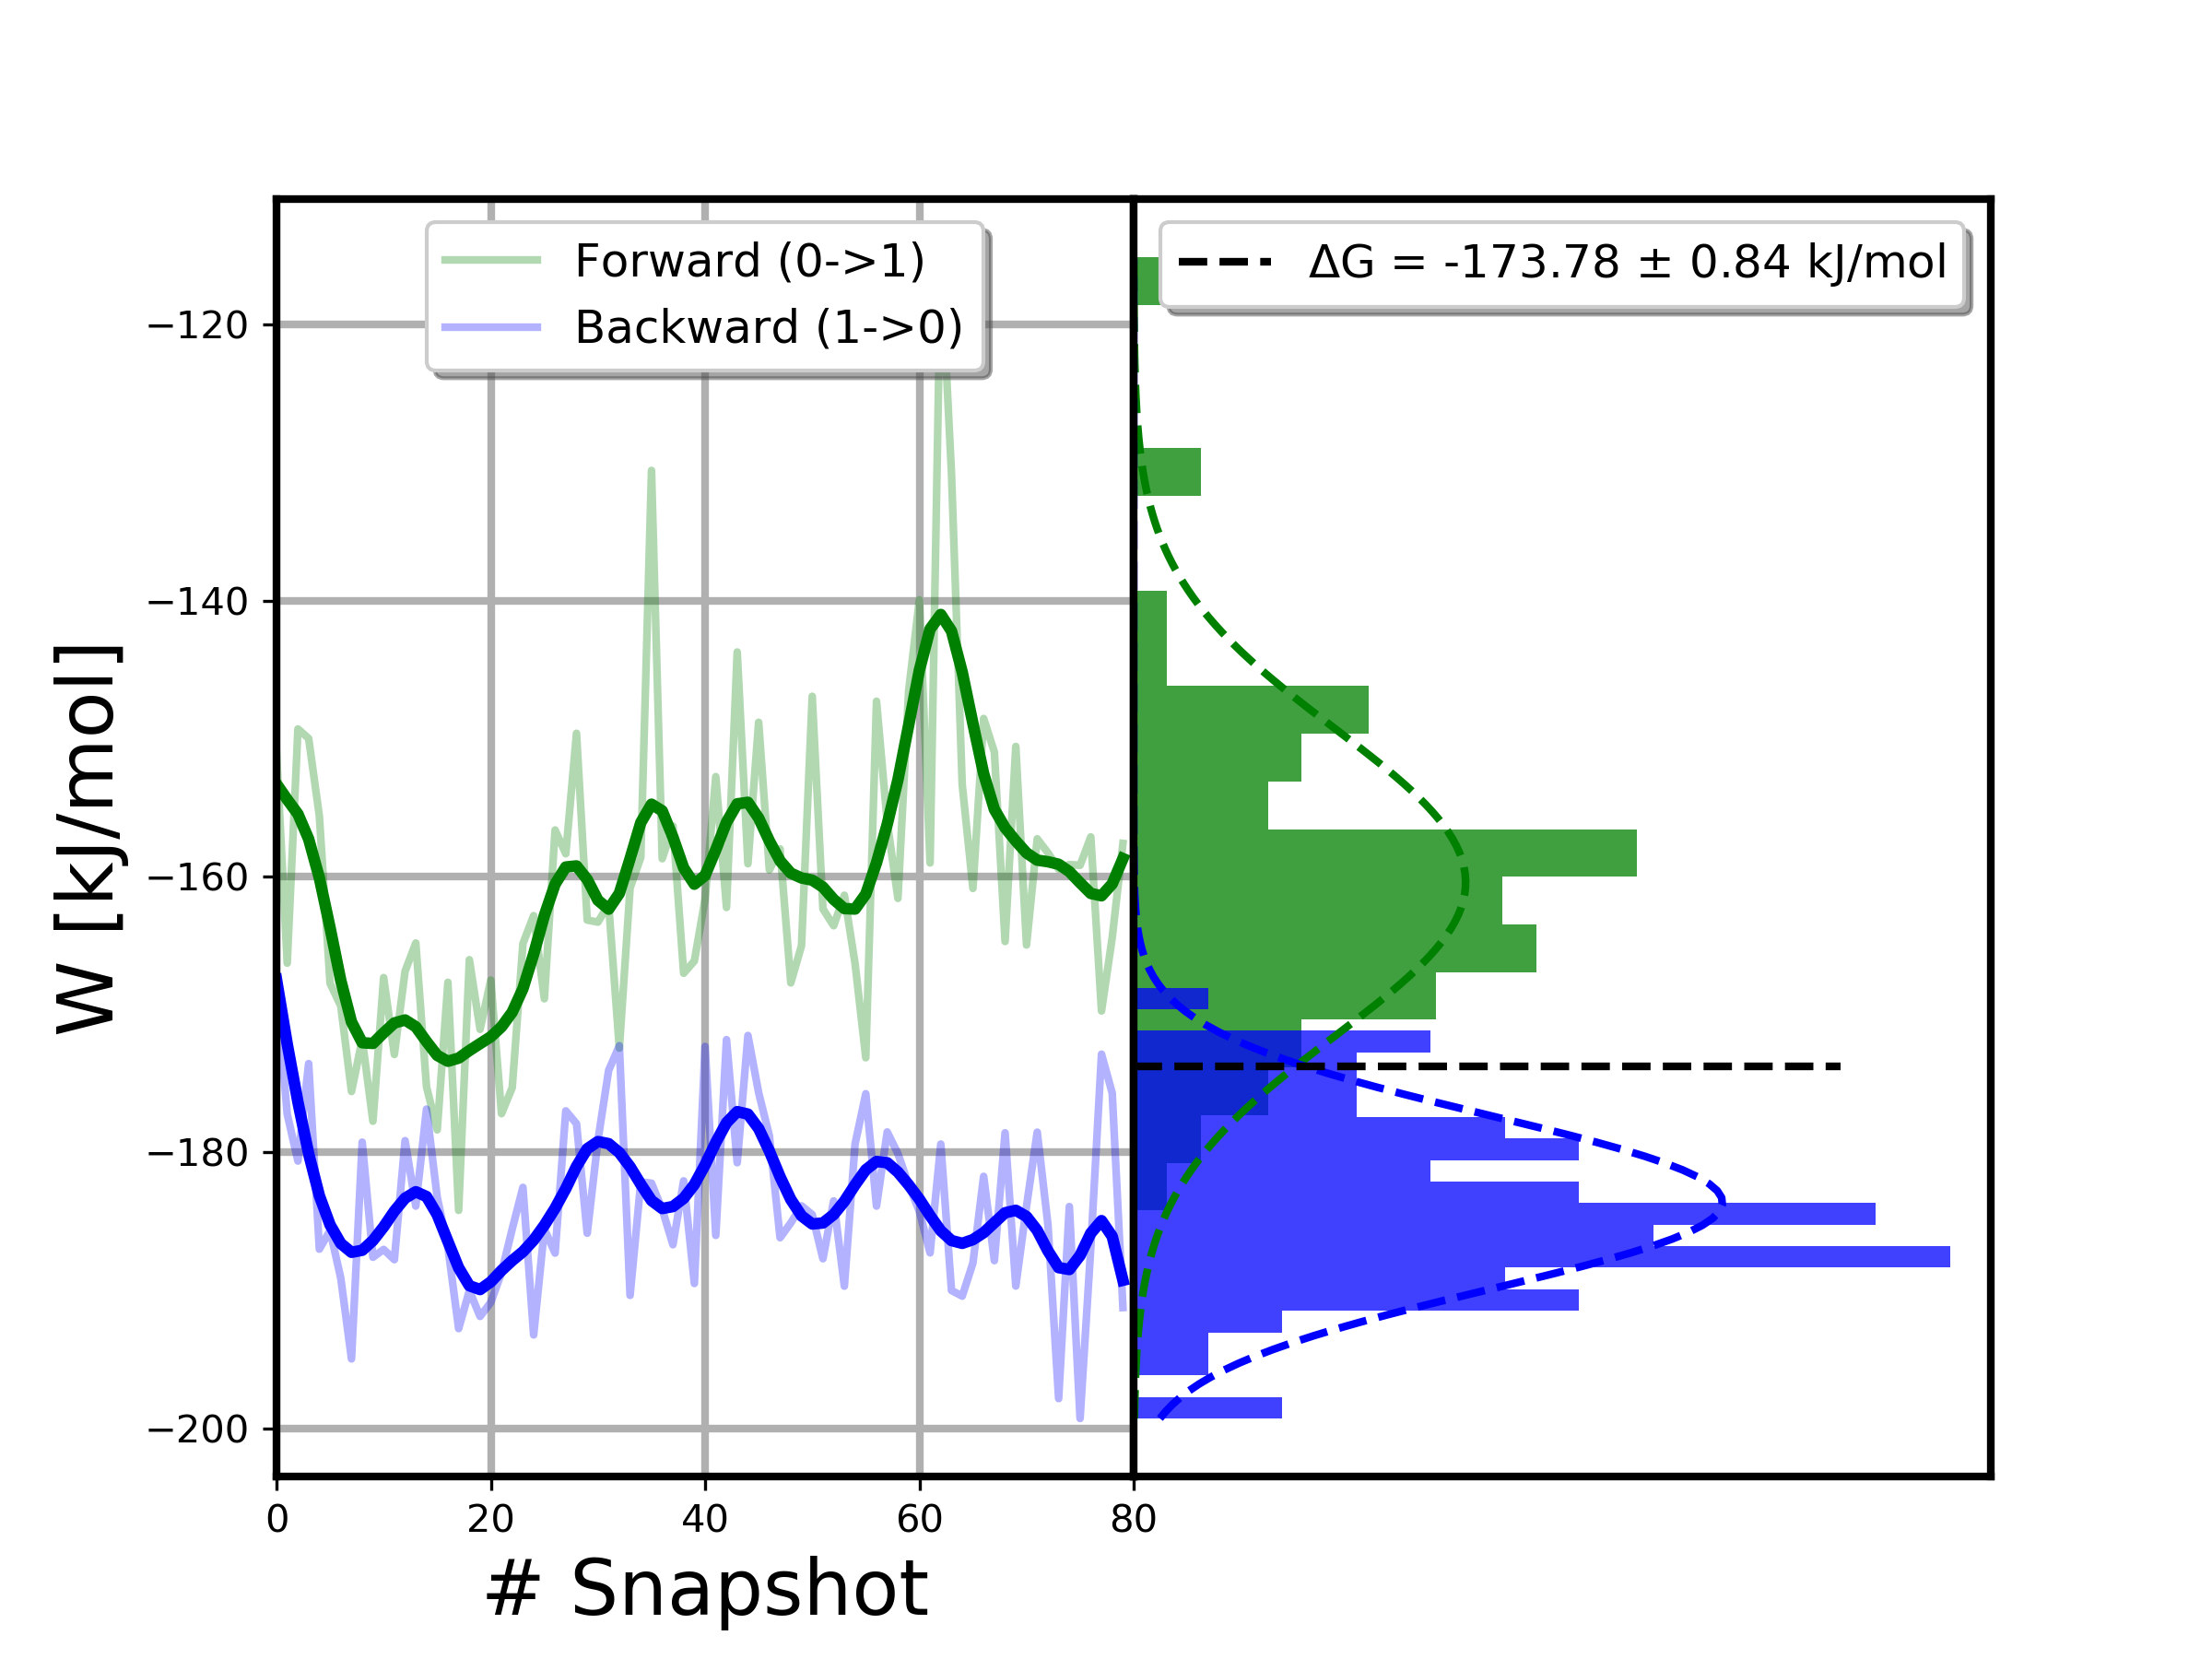 Forward (0->1)
Backward (1->0)
ΔG = -173.78 ± 0.84 kJ/mol
−120
−140
−160
−180
−200
W [kJ/mol]
0 20 40 60 80
# Snapshot